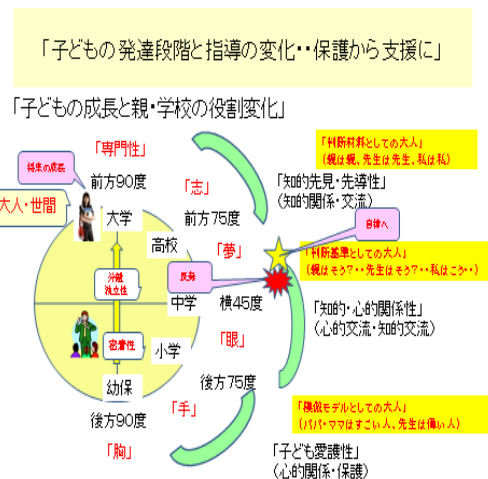 「子どもの発達段階と指導の変化・・保護から支援に」
「子どもの成長と親・学校の役割変化」
「専門性」
「判断材料としての大人」
(親は親、先生は先生、私は私)
将来の成長
前方90度
「志」
「知的先見・先導性」
(知的関係・交流)
大人・世間
大学
前方75度
自律へ
高校
「夢」
「判断基準としての大人」
(親はそう？・・先生はそう？・・私はこう・・)
分離
独立性
反発
中学
横45度
「知的・心的関係性」
(心的交流・知的交流)
密着性
小学
「眼」
幼保
後方75度
「模倣モデルとしての大人」
(パパ・ママはすごい人、先生は偉い人)
後方90度
「手」
「胸」
「子ども愛護性」
(心的関係・保護)